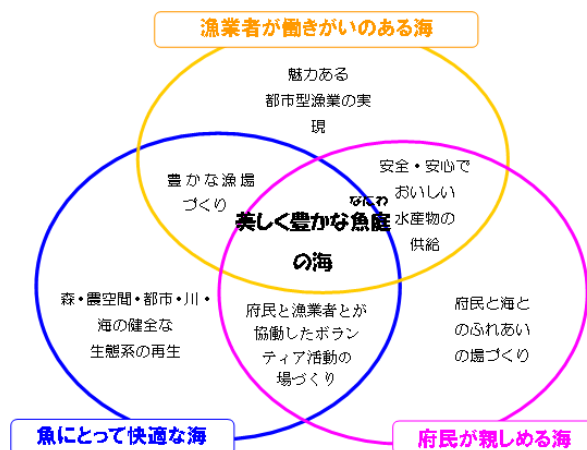 漁業者が働きがいのある海
魅力ある
都市型漁業の実
現
豊かな漁場
づくり
安全・安心で
おいしい
水産物の
供給
なにわ
美しく豊かな魚庭
の海
森・農空間・都市・川・
海の健全な
生態系の再生
府民と漁業者とが
協働したボラン
ティア活動の
場づくり
府民と海と
のふれあい
の場づくり
魚にとって快適な海
府民が親しめる海